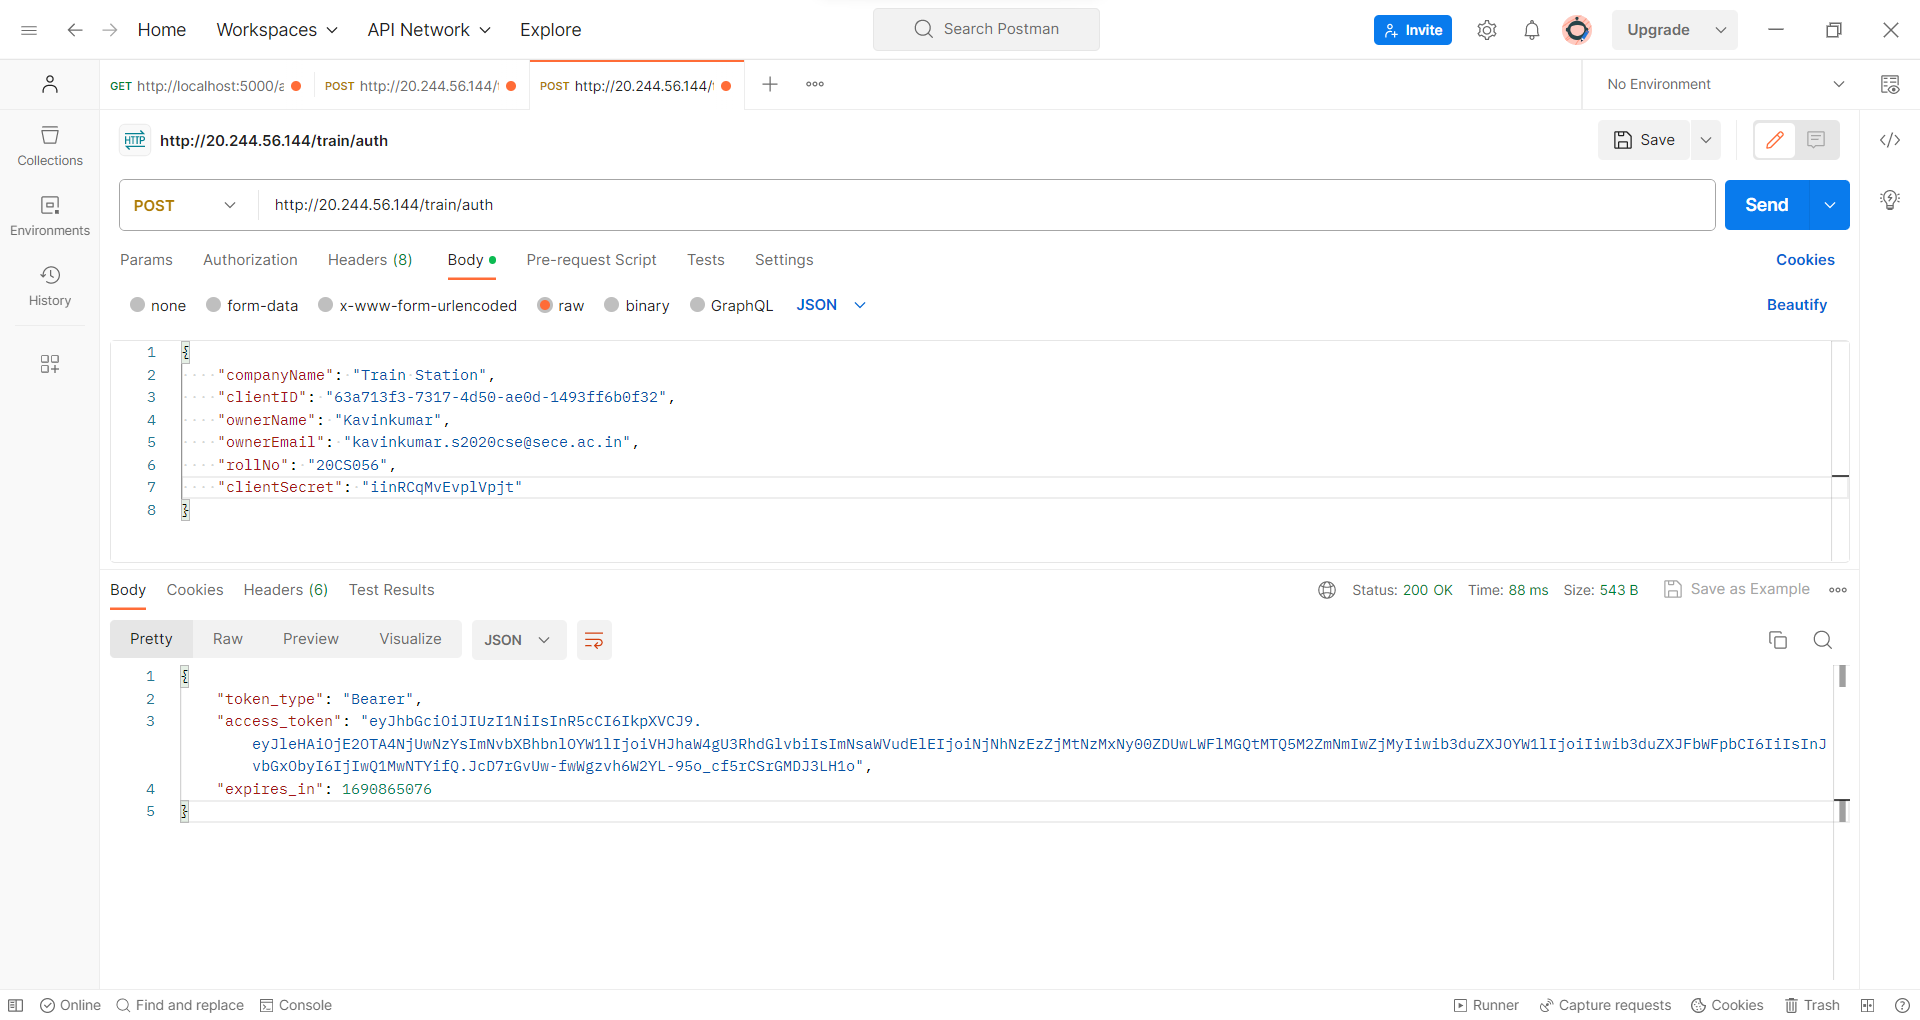 Home Workspaces API Network Explore Search Postman Invite Upgrade
GET http://localhost:5000/a POST http://20.244.56.144/ POST http://20.244.56.144/ No Environment
HTTP http://20.244.56.144/train/auth Save
Collections
Environments
History
POST http://20.244.56.144/train/auth Send
Params Authorization Headers (8) Body Pre-request Script Tests Settings Cookies
none form-data x-www-form-urlencoded raw binary GraphQL JSON Beautify
1 {
2 "companyName": "Train Station",
3 "clientID": "63a713f3-7317-4d50-ae0d-1493ff6b0f32",
4 "ownerName": "Kavinkumar",
5 "ownerEmail": "kavinkumar.s2020cse@sece.ac.in",
6 "rollNo": "20CS056",
7 "clientSecret": "iinRCqMvEvplVpjt"
8 }
Body Cookies Headers (6) Test Results Status: 200 OK Time: 88 ms Size: 543 B Save as Example
Pretty Raw Preview Visualize JSON
1 {
2 "token_type": "Bearer",
3 "access_token": "eyJhbGciOiJIUzI1NiIsInR5cCI6IkpXVCJ9.
eyJleHAiOjE2OTA4NjUwNzYsImNvbXBhbnlOYW1lIjoiVHJhaW4gU3RhdGlvbiIsImNsaWVudElEIjoiNjNhNzEzZjMtNzMxNy00ZDUwLWFlMGQtMTQ5M2ZmNmIwZjMyIiwib3duZXJOYW1lIjoiIiwib3duZXJFbWFpbCI6IiIsInJ
vbGxObyI6IjIwQ1MwNTYifQ.JcD7rGvUw-fwWgzvh6W2YL-95o_cf5rCSrGMDJ3LH1o",
4 "expires_in": 1690865076
5 }
Online Find and replace Console Runner Capture requests Cookies Trash